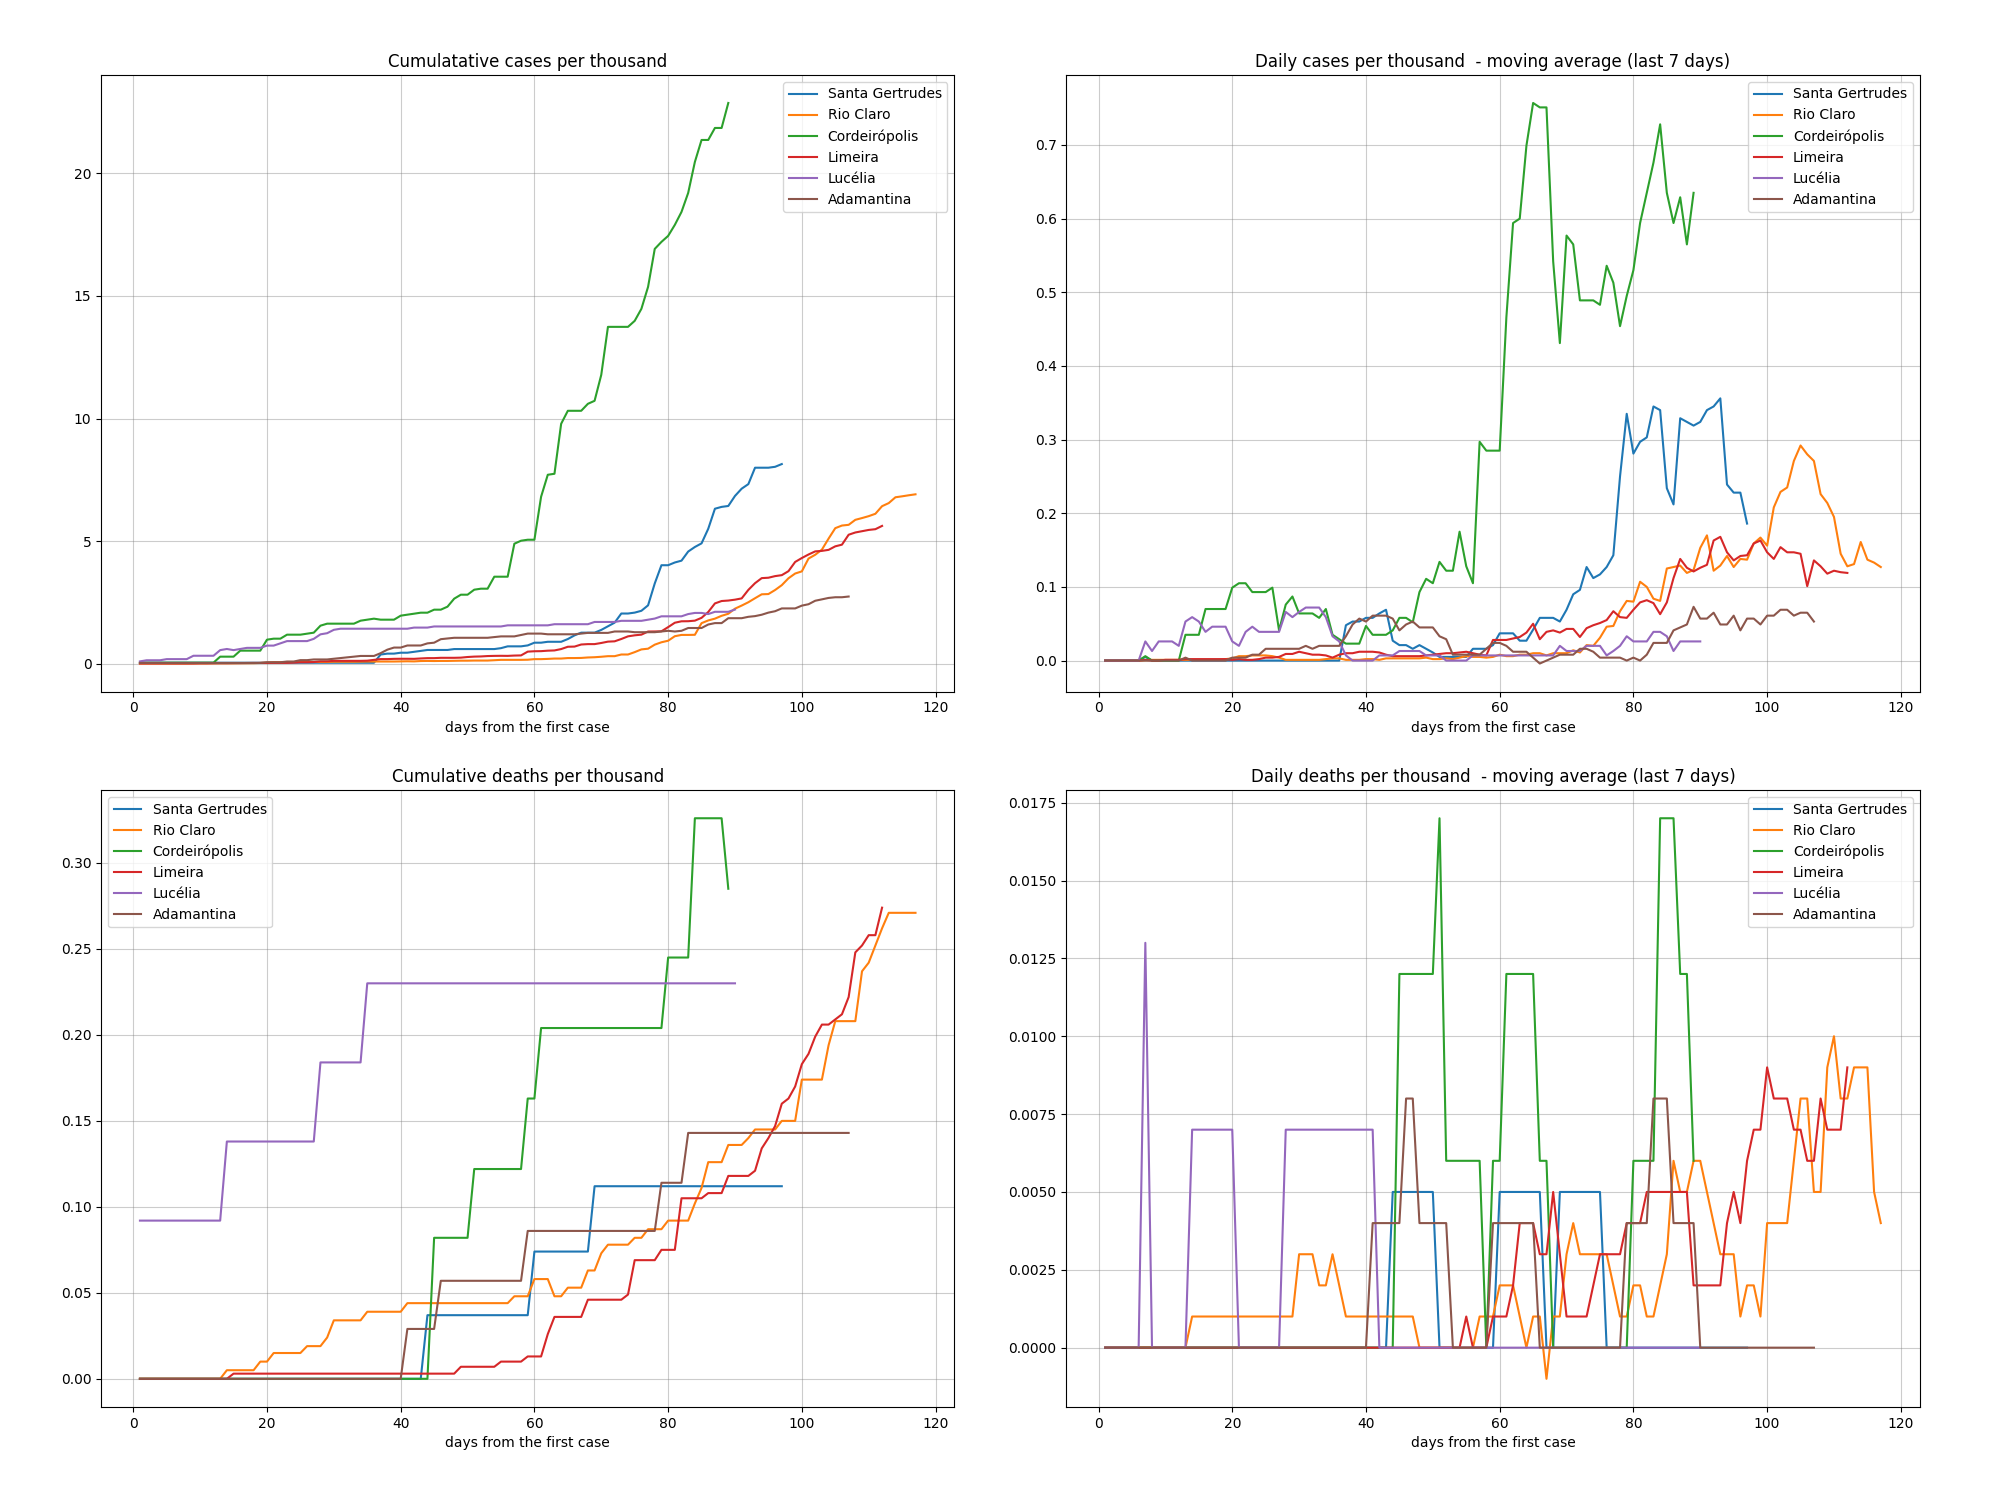 Cumulatative cases per thousand
Santa Gertrudes
Rio Claro
Cordeirópolis
Limeira
Lucélia
Adamantina
20
15
10
5
0
0 20 40 60 80 100 120
days from the first case
Daily cases per thousand - moving average (last 7 days)
Santa Gertrudes
Rio Claro
Cordeirópolis
Limeira
Lucélia
Adamantina
0.7
0.6
0.5
0.4
0.3
0.2
0.1
0.0
0 20 40 60 80 100 120
days from the first case
Cumulative deaths per thousand
Santa Gertrudes
Rio Claro
Cordeirópolis
Limeira
Lucélia
Adamantina
0.30
0.25
0.20
0.15
0.10
0.05
0.00
0 20 40 60 80 100 120
days from the first case
Daily deaths per thousand - moving average (last 7 days)
Santa Gertrudes
Rio Claro
Cordeirópolis
Limeira
Lucélia
Adamantina
0.0175
0.0150
0.0125
0.0100
0.0075
0.0050
0.0025
0.0000
0 20 40 60 80 100 120
days from the first case